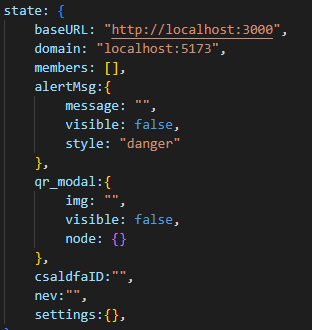 state: {
baseURL: "http://localhost:3000",
domain: "localhost:5173",
members: [],
alertMsg:{
message: "",
visible: false,
style: "danger"
},
qr_modal:{
img: "",
visible: false,
node: {}
},
csaldfaID:"",
nev:"",
settings:{},